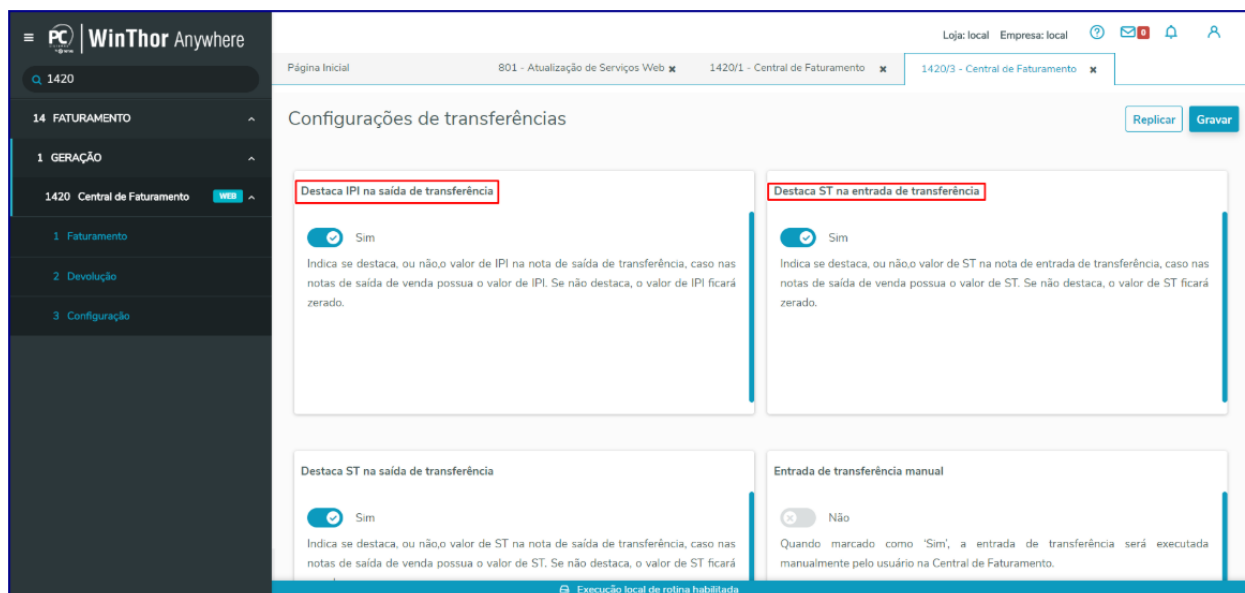 PC | WinThor Anywhere
Loja: local Empresa: local
0
1420
Página Inicial
801 - Atualização de Serviços Web
1420/1 - Central de Faturamento
1420/3 - Central de Faturamento
14 FATURAMENTO
1 GERAÇÃO
1420 Central de Faturamento WEB
1 Faturamento
2 Devolução
3 Configuração
Configurações de transferências
Replicar
Gravar
Destaca IPI na saída de transferência
Sim
Indica se destaca, ou não,o valor de IPI na nota de saída de transferência, caso nas
notas de saída de venda possua o valor de IPI. Se não destaca, o valor de IPI ficará
zerado.
Destaca ST na entrada de transferência
Sim
Indica se destaca, ou não,o valor de ST na nota de entrada de transferência, caso nas
notas de saída de venda possua o valor de ST. Se não destaca, o valor de ST ficará
zerado.
Destaca ST na saída de transferência
Sim
Indica se destaca, ou não,o valor de ST na nota de saída de transferência, caso nas
notas de saída de venda possua o valor de ST. Se não destaca, o valor de ST ficará
Entrada de transferência manual
Não
Quando marcado como 'Sim', a entrada de transferência será executada
manualmente pelo usuário na Central de Faturamento.
Execução local de rotina habilitada